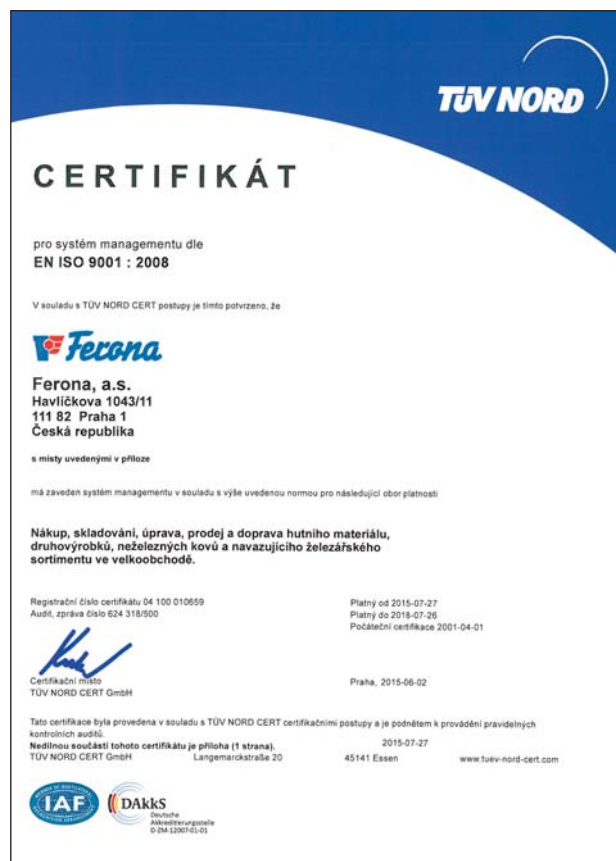 TÜV NORD
CERTIFIKÁT
pro systém managementu dle
EN ISO 9001 : 2008
V souladu s TÜV NORD CERT postupy je tímto potvrzeno, že
Ferona
Ferona, a.s.
Havlíčkova 1043/11
111 82 Praha 1
Česká republika
s místy uvedenými v příloze
má zaveden systém managementu v souladu s výše uvedenou normou pro následující obor platnosti
Nákup, skladování, úprava, prodej a doprava hutního materiálu,
druhovýrobků, neželezných kovů a navazujícího železářského
sortimentu ve velkoobchodě.
Registrační číslo certifikátu 04 100 010659
Audit, zpráva číslo 624 318/500
Platný od 2015-07-27
Platný do 2018-07-26
Počáteční certifikace 2001-04-01
Certifikační místo
TÜV NORD CERT GmbH
Praha, 2015-06-02
Tato certifikace byla provedena v souladu s TÜV NORD CERT certifikačními postupy a je podnětem k provádění pravidelných
kontrolních auditů.
Nedílnou součástí tohoto certifikátu je příloha (1 strana).
2015-07-27
TÜV NORD CERT GmbH Langemarckstraße 20 45141 Essen www.tuev-nord-cert.com
IAF
DAkkS
Deutsche
Akkreditierungsstelle
D-ZM-12007-01-01